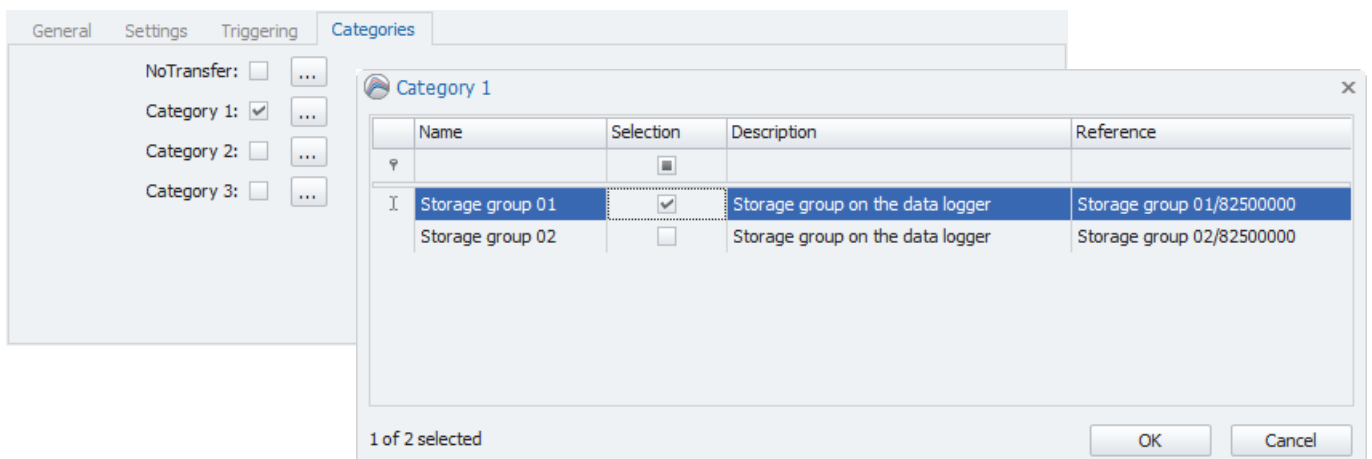 General Settings Triggering Categories
NoTransfer: ...
Category 1: ...
Category 2: ...
Category 3: ...
Category 1
Name Selection Description Reference
Storage group 01 Storage group on the data logger Storage group 01/82500000
Storage group 02 Storage group on the data logger Storage group 02/82500000
1 of 2 selected
OK Cancel